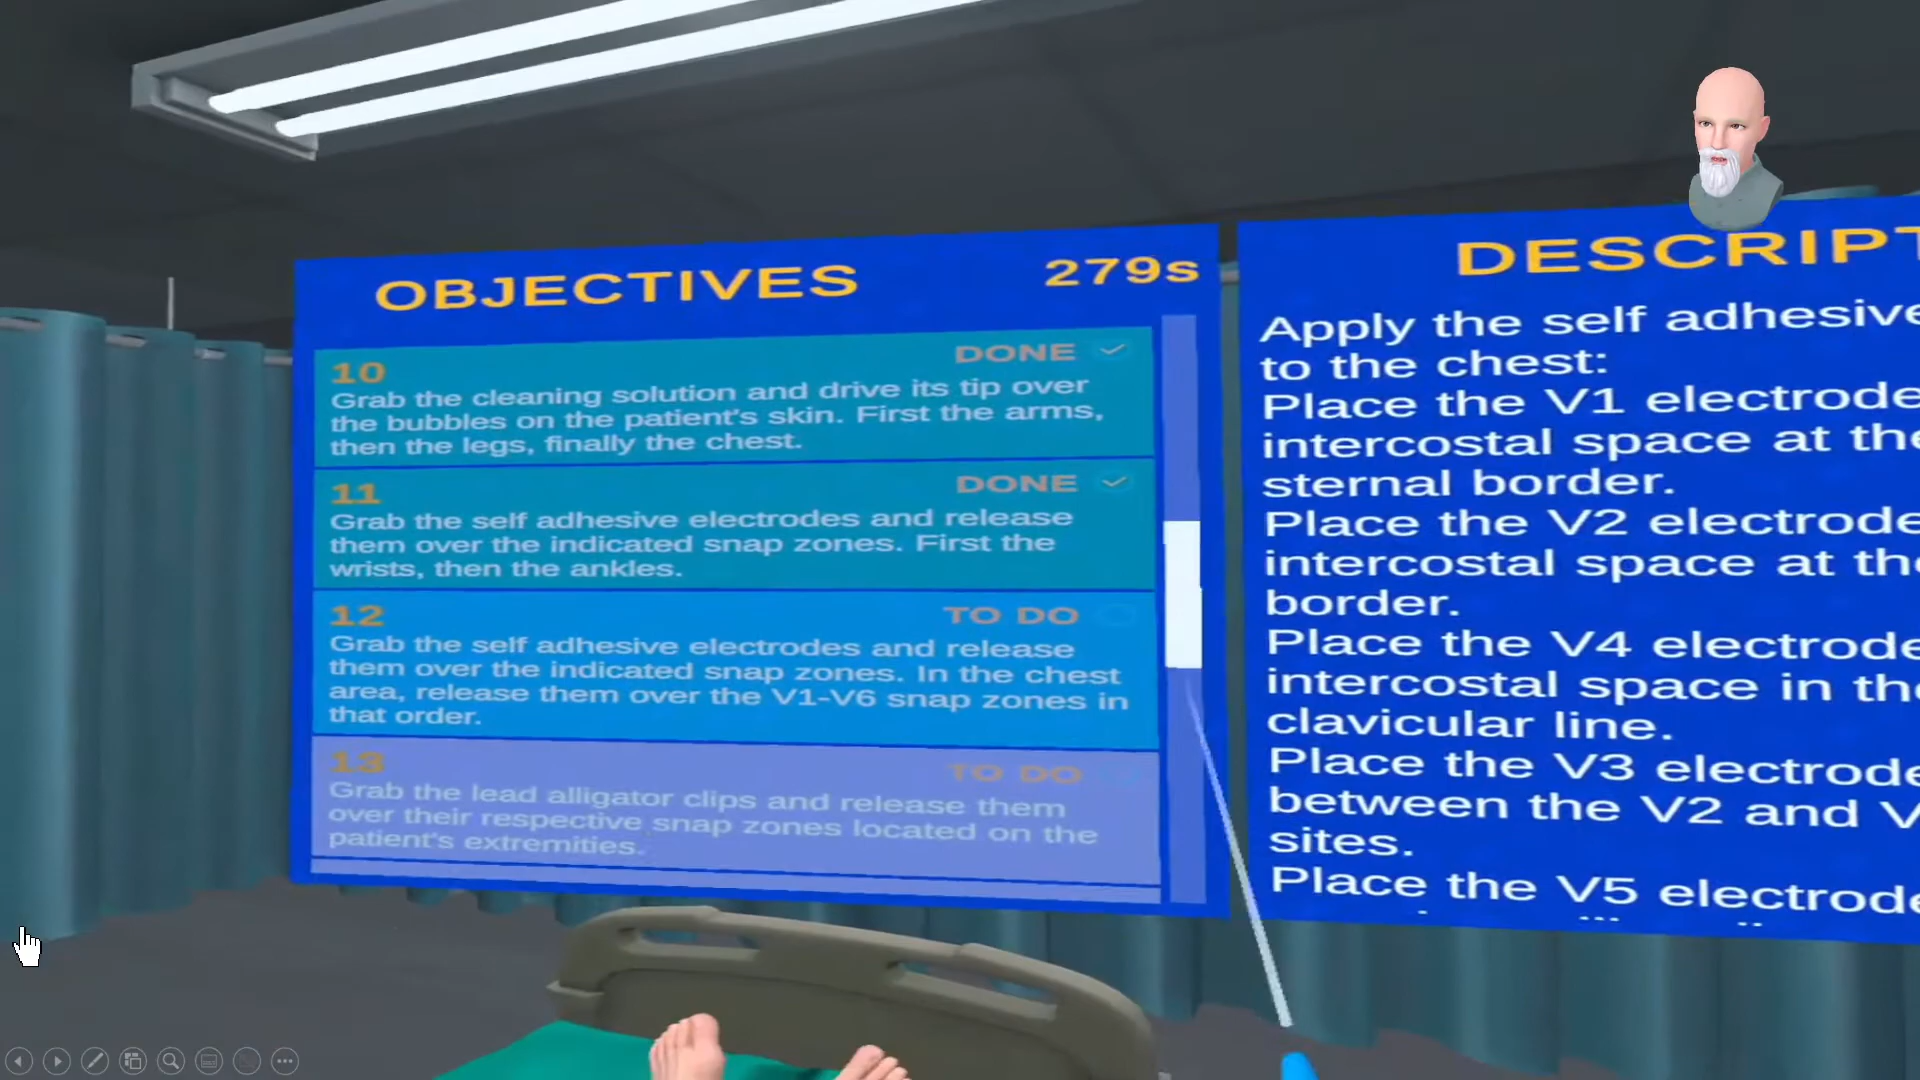 OBJECTIVES 279s
10 DONE
Grab the cleaning solution and drive its tip over
the bubbles on the patient's skin. First the arms,
then the legs, finally the chest.
11 DONE
Grab the self adhesive electrodes and release
them over the indicated snap zones. First the
wrists, then the ankles.
12 TO DO
Grab the self adhesive electrodes and release
them over the indicated snap zones. In the chest
area, release them over the V1-V6 snap zones in
that order.
13 TO DO
Grab the lead alligator clips and release them
over their respective snap zones located on the
patient's extremities.
DESCRIPT
Apply the self adhesive
to the chest:
Place the V1 electrode
intercostal space at the
sternal border.
Place the V2 electrode
intercostal space at the
border.
Place the V4 electrode
intercostal space in the
clavicular line.
Place the V3 electrode
between the V2 and V
sites.
Place the V5 electrode